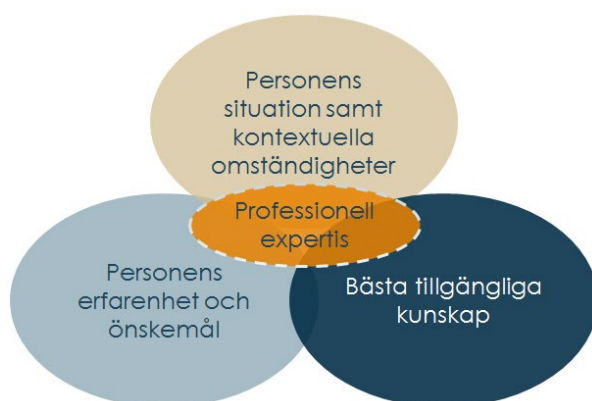 Personens
situation samt
kontextuella
omständigheter
Professionell
expertis
Personens
erfarenhet och
önskemål
Bästa tillgängliga
kunskap